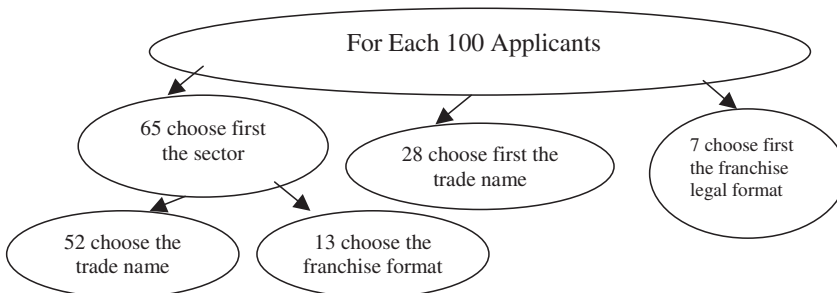 For Each 100 Applicants
65 choose first
the sector
28 choose first the
trade name
7 choose first
the franchise
legal format
52 choose the
trade name
13 choose the
franchise format